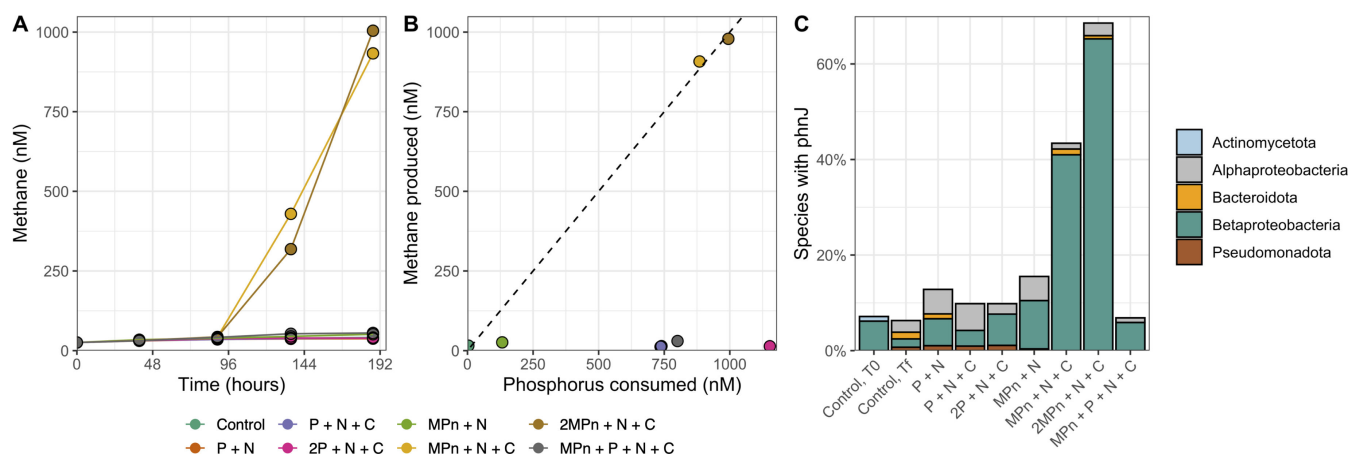 A
Methane (nM)
1000
750
500
250
0
0
48
96
144
192
Time (hours)
B
Methane produced (nM)
1000
750
500
250
0
0
250
500
750
1000
Phosphorus consumed (nM)
Control
P + N + C
MPn + N
2MPn + N + C
P + N
2P + N + C
MPn + N + C
MPn + P + N + C
C
Species with phnJ
60%
40%
20%
0%
Control, T0
Control, Tf
P + N
P + N + C
2P + N + C
MPn + N
MPn + N + C
2MPn + N + C
MPn + P + N + C
Actinomycetota
Alphaproteobacteria
Bacteroidota
Betaproteobacteria
Pseudomonadota